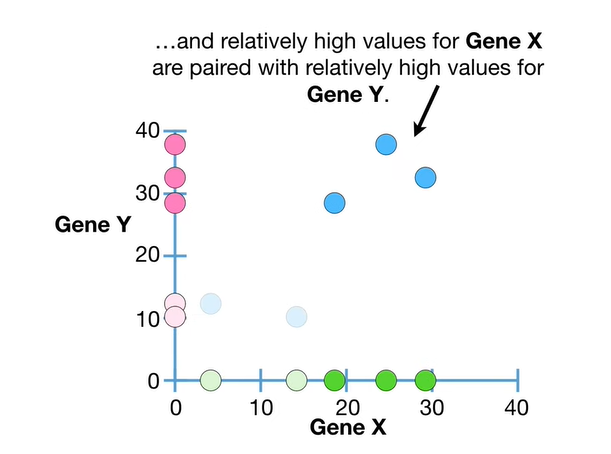 ...and relatively high values for Gene X
are paired with relatively high values for
Gene Y.
40
30
Gene Y
20
10
0
0 10 20 30 40
Gene X